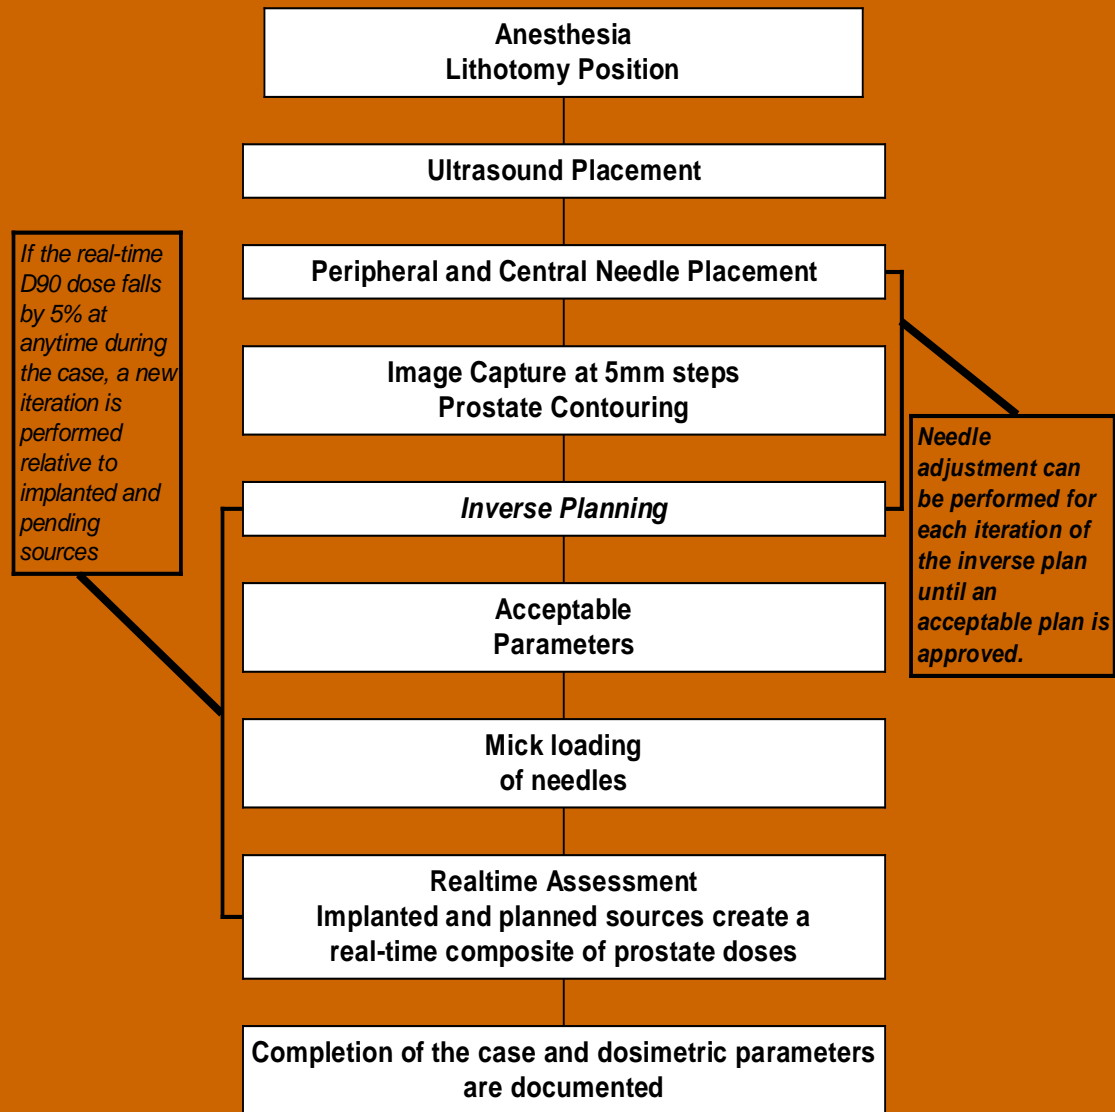 Anesthesia
Lithotomy Position
Ultrasound Placement
Peripheral and Central Needle Placement
Image Capture at 5mm steps
Prostate Contouring
Inverse Planning
Acceptable
Parameters
Mick loading
of needles
Realtime Assessment
Implanted and planned sources create a
real-time composite of prostate doses
Completion of the case and dosimetric parameters
are documented
If the real-time
D90 dose falls
by 5% at
anytime during
the case, a new
iteration is
performed
relative to
implanted and
pending
sources
Needle
adjustment can
be performed for
each iteration of
the inverse plan
until an
acceptable plan is
approved.